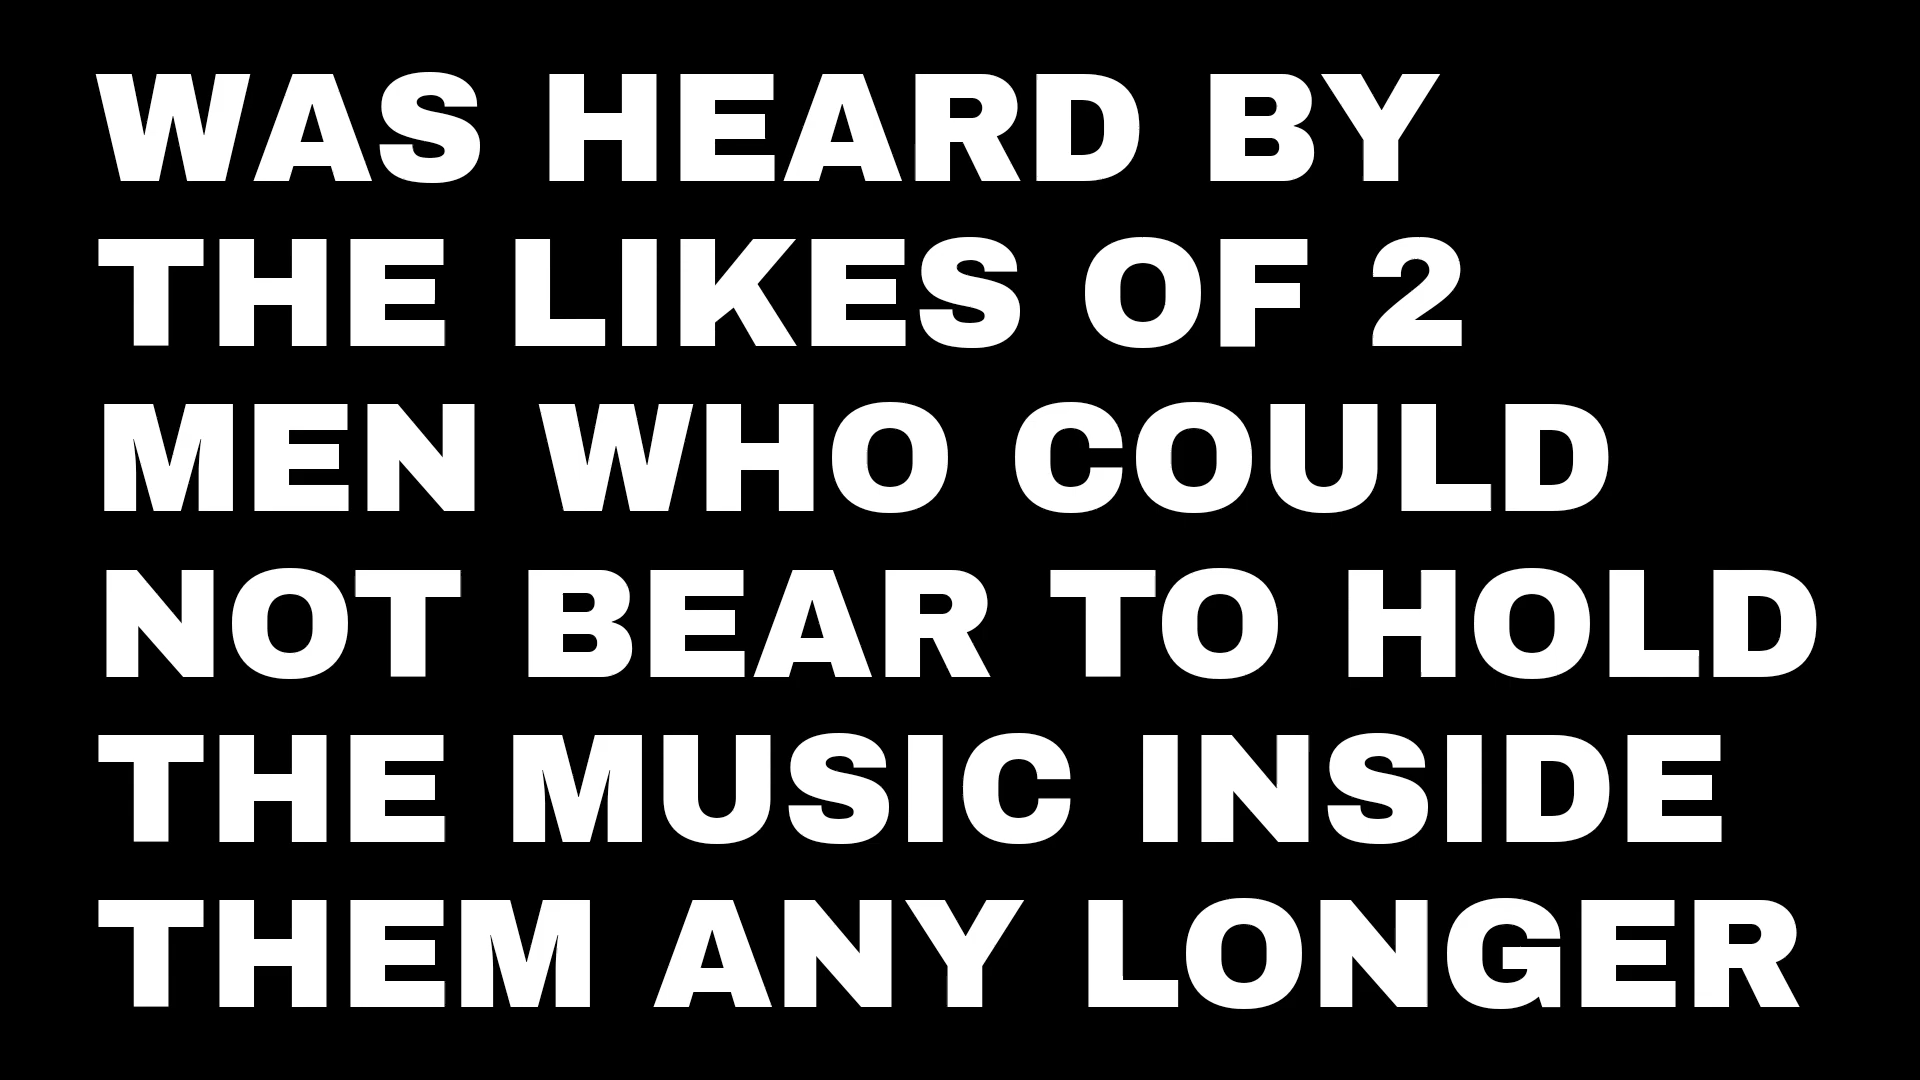 WAS HEARD BY
THE LIKES OF 2
MEN WHO COULD
NOT BEAR TO HOLD
THE MUSIC INSIDE
THEM ANY LONGER